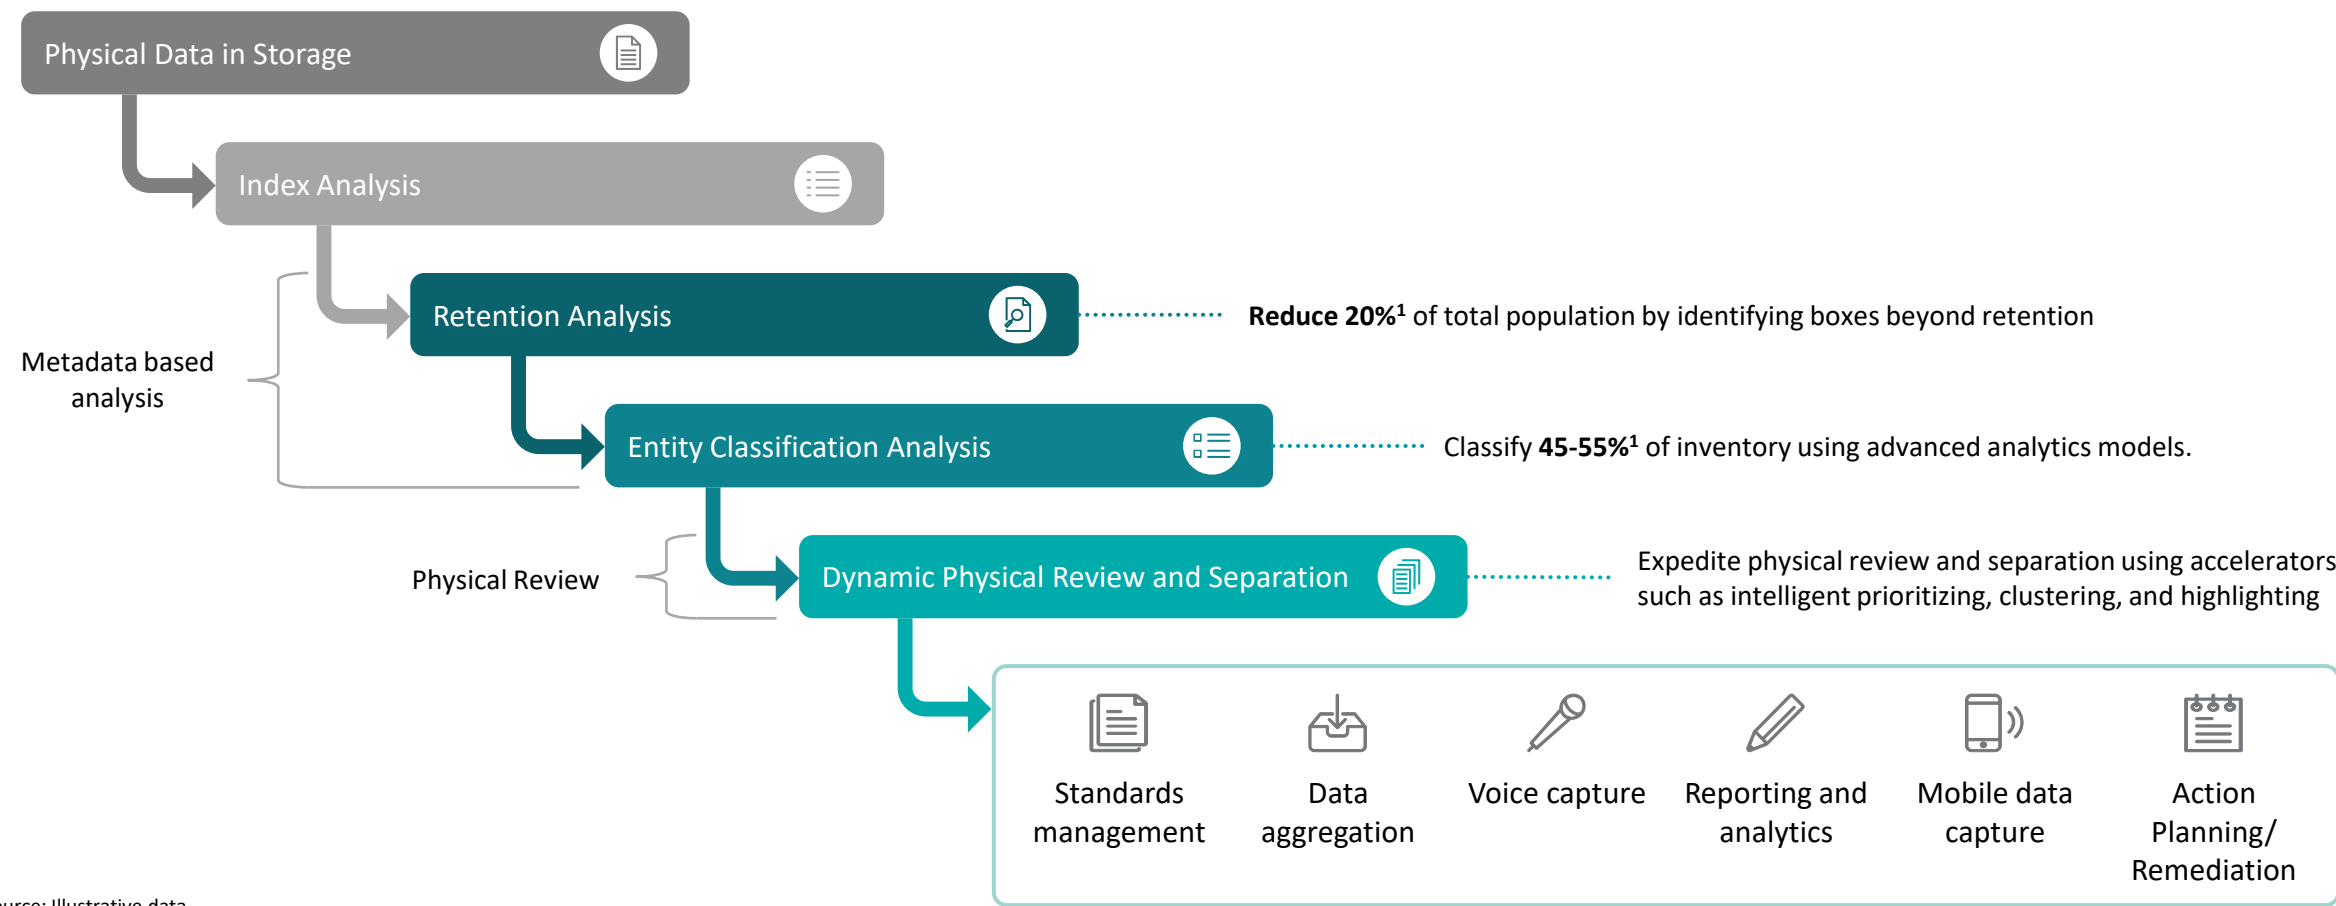 Physical Data in Storage
Index Analysis
Retention Analysis
Reduce 20%¹ of total population by identifying boxes beyond retention
Metadata based
analysis
Entity Classification Analysis
Classify 45-55%¹ of inventory using advanced analytics models.
Physical Review
Dynamic Physical Review and Separation
Expedite physical review and separation using accelerators
such as intelligent prioritizing, clustering, and highlighting
Standards
management
Data
aggregation
Voice capture
Reporting and
analytics
Mobile data
capture
Action
Planning/
Remediation
ource: Illustrative data